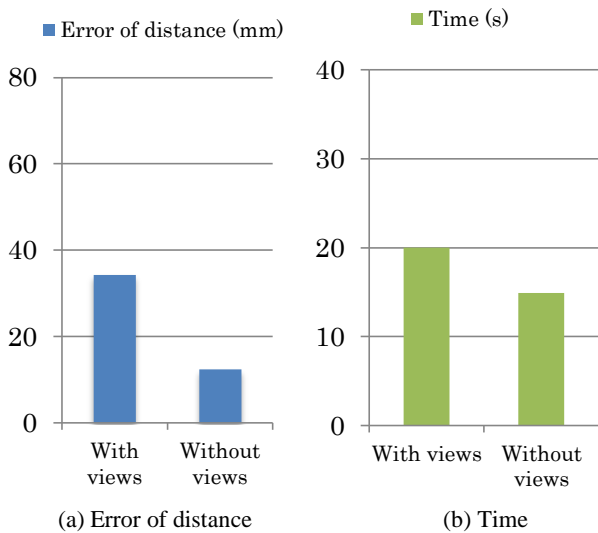 Error of distance (mm)
80
60
40
20
0
With
views
Without
views
(a) Error of distance
Time (s)
40
30
20
10
0
With views
Without
views
(b) Time